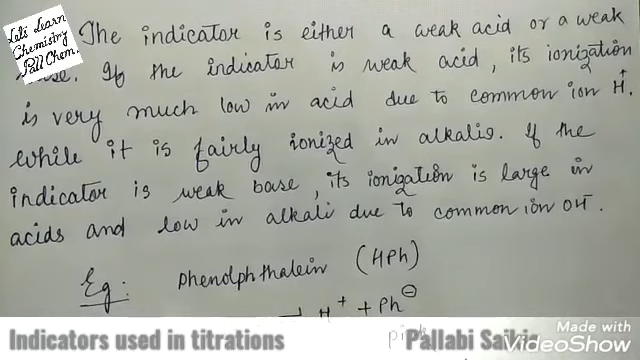 Let's Learn
Chemistry
Pall Chem.
The indicator is either a weak acid or a weak
If the indicator is weak acid, its ionization
is very much low in acid due to common ion H⁺.
while it is fairly ionized in alkalis. If the
indicator is weak base, its ionization is large in
acids and low in alkali due to common ion OH⁻.
Eg: Phenolphthalein (HPh)
H⁺ + Ph⊖
Indicators used in titrations
Pallabi Saikia
Made with
VideoShow